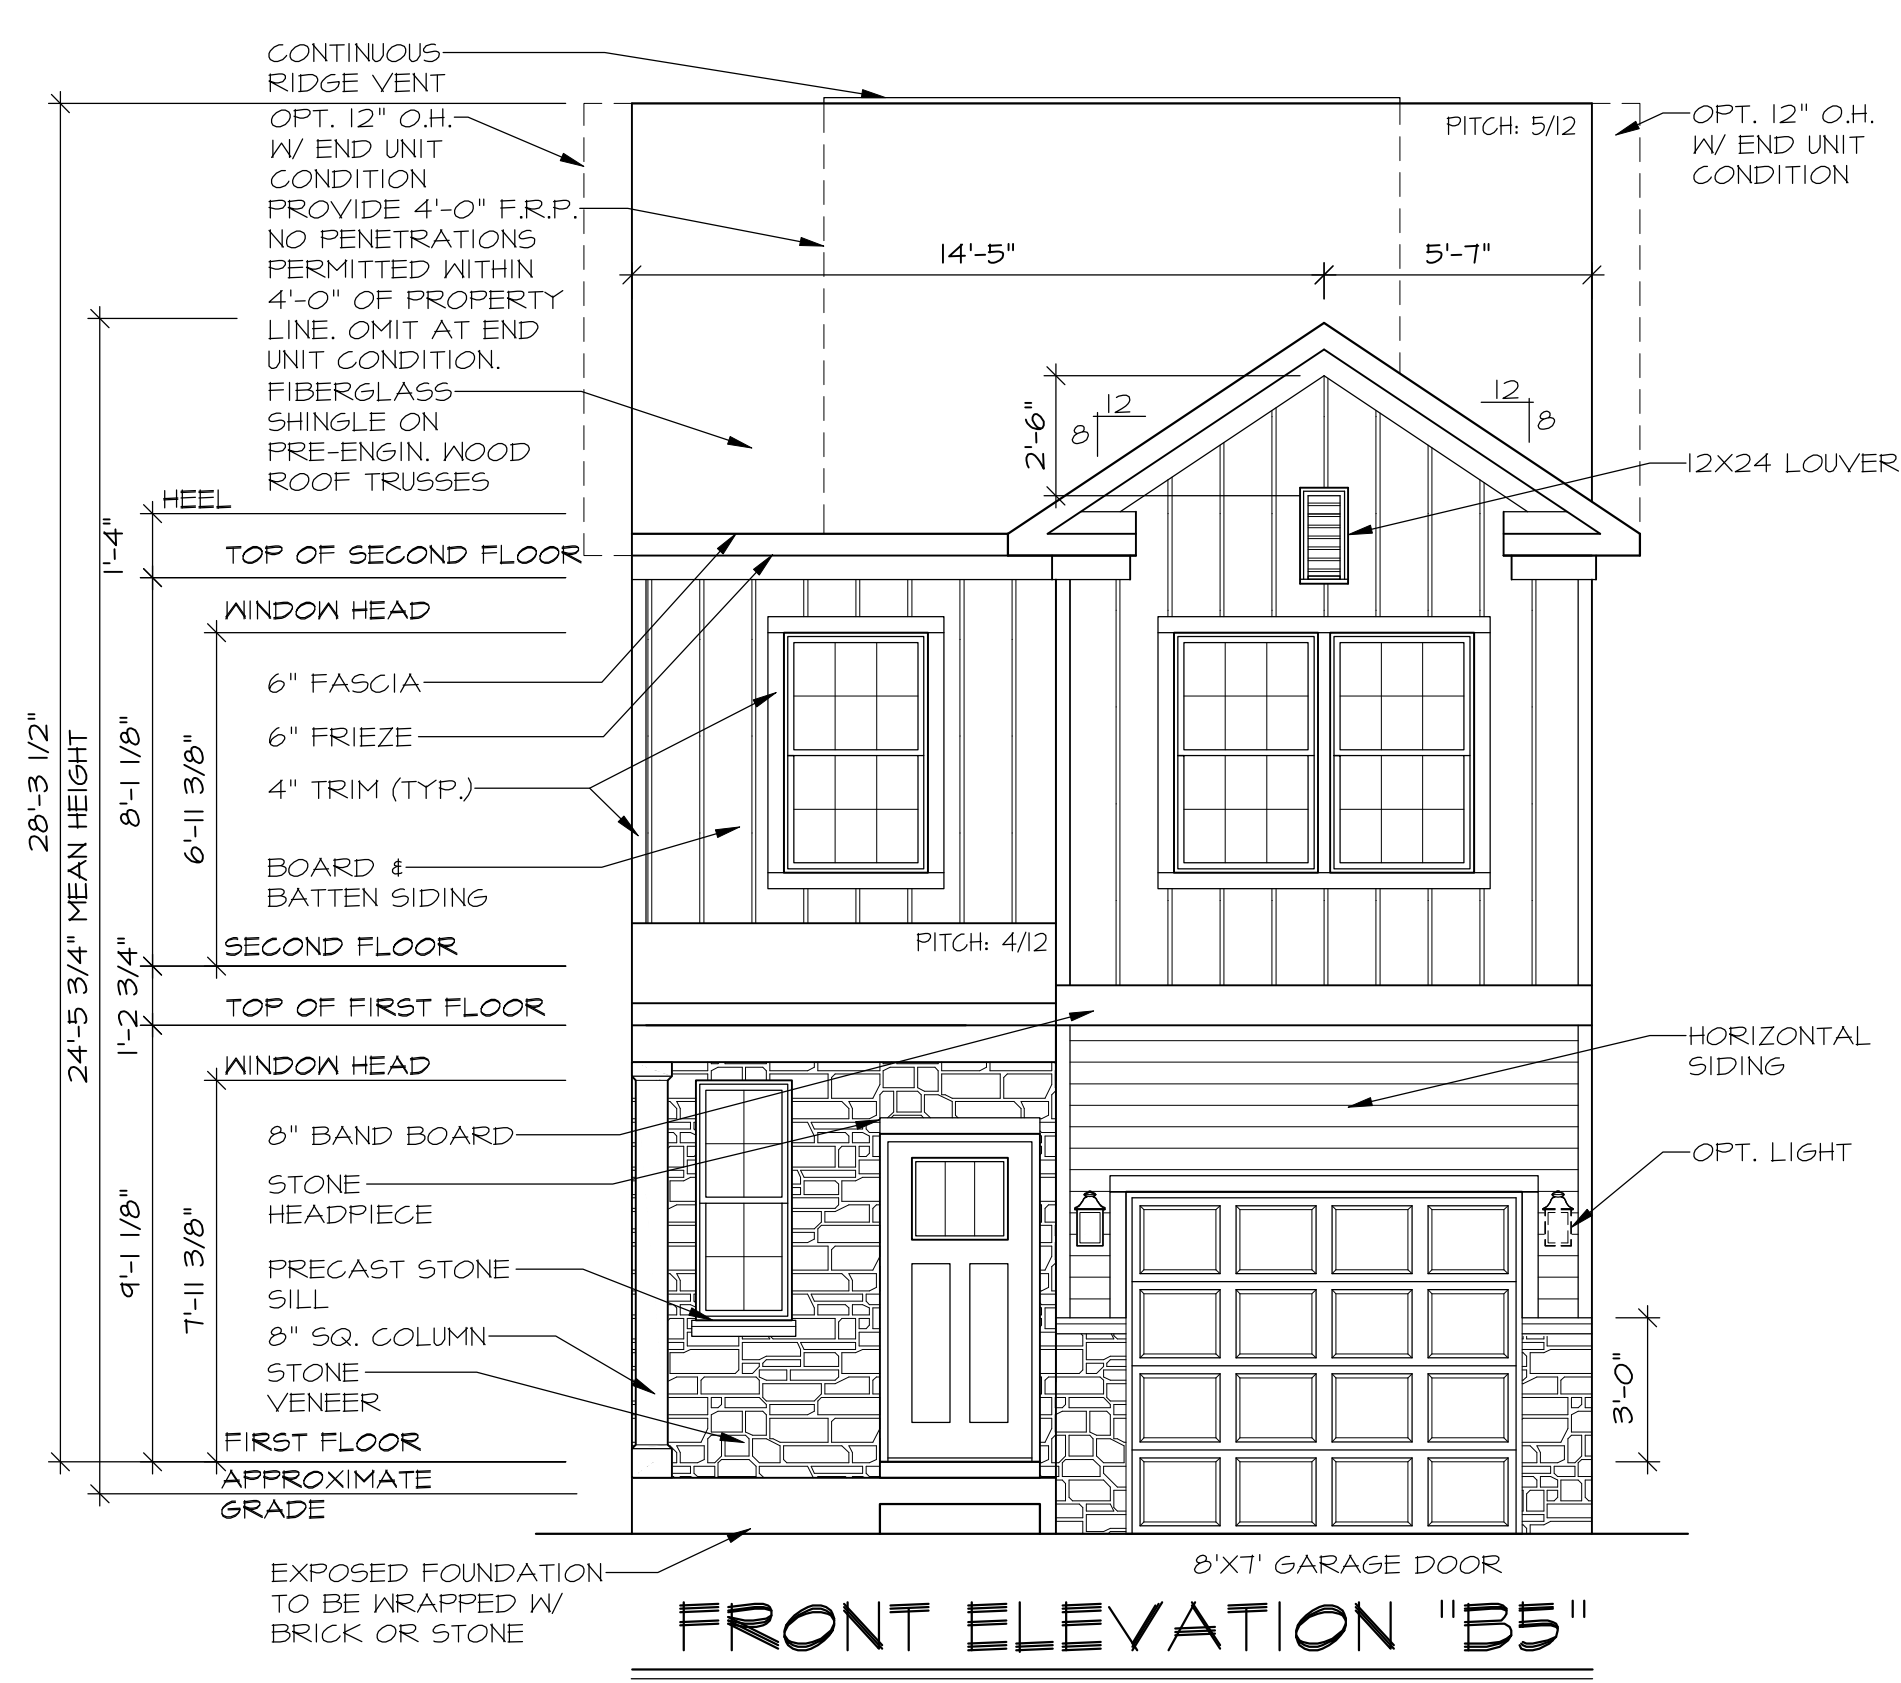 CONTINUOUS
RIDGE VENT
OPT. 12" O.H.
W/ END UNIT
CONDITION
PROVIDE 4'-0" F.R.P.
NO PENETRATIONS
PERMITTED WITHIN
4'-0" OF PROPERTY
LINE. OMIT AT END
UNIT CONDITION.
FIBERGLASS
SHINGLE ON
PRE-ENGIN. WOOD
ROOF TRUSSES
HEEL
TOP OF SECOND FLOOR
WINDOW HEAD
6" FASCIA
6" FRIEZE
4" TRIM (TYP.)
BOARD &
BATTEN SIDING
SECOND FLOOR
TOP OF FIRST FLOOR
WINDOW HEAD
8" BAND BOARD
STONE
HEADPIECE
PRECAST STONE
SILL
8" SQ. COLUMN
STONE
VENEER
FIRST FLOOR
APPROXIMATE
GRADE
EXPOSED FOUNDATION
TO BE WRAPPED W/
BRICK OR STONE
28'-3 1/2"
24'-5 3/4" MEAN HEIGHT
1'-4"
8'-1 1/8"
6'-11 3/8"
1'-2 3/4"
9'-1 1/8"
7'-11 3/8"
PITCH: 5/12
14'-5"
5'-7"
2'-6"
12
8
12
8
PITCH: 4/12
OPT. 12" O.H.
W/ END UNIT
CONDITION
12X24 LOUVER
HORIZONTAL
SIDING
OPT. LIGHT
3'-0"
8'X7' GARAGE DOOR
FRONT ELEVATION "B5"